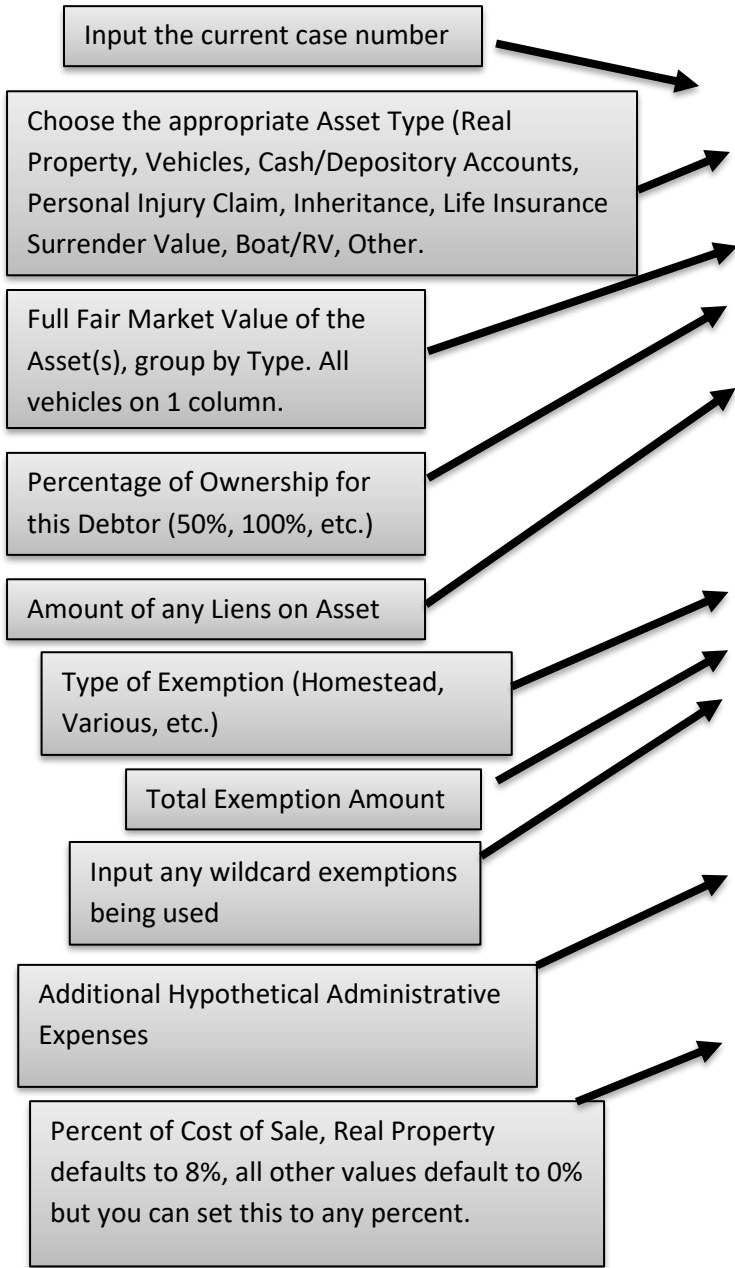 Input the current case number
Choose the appropriate Asset Type (Real
Property, Vehicles, Cash/Depository Accounts,
Personal Injury Claim, Inheritance, Life Insurance
Surrender Value, Boat/RV, Other.
Full Fair Market Value of the
Asset(s), group by Type. All
vehicles on 1 column.
Percentage of Ownership for
this Debtor (50%, 100%, etc.)
Amount of any Liens on Asset
Type of Exemption (Homestead,
Various, etc.)
Total Exemption Amount
Input any wildcard exemptions
being used
Additional Hypothetical Administrative
Expenses
Percent of Cost of Sale, Real Property
defaults to 8%, all other values default to 0%
but you can set this to any percent.